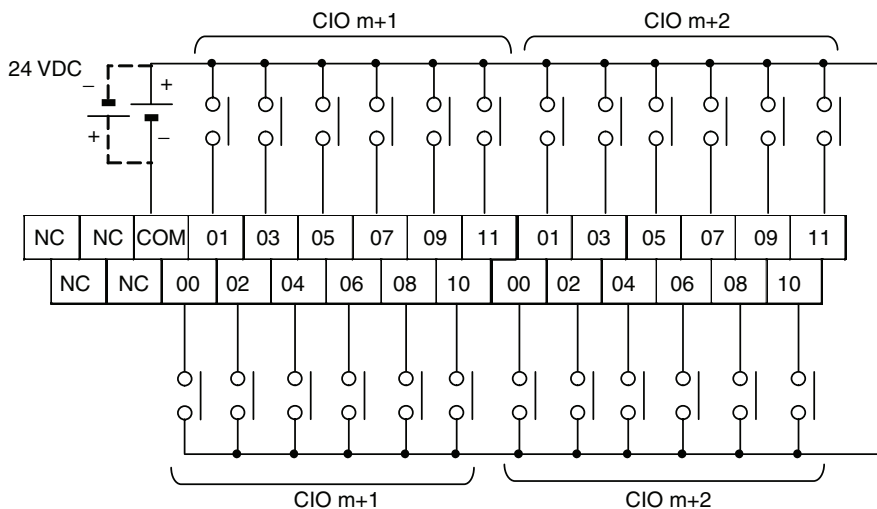 CIO m+1 CIO m+2
24 VDC
− +
+ −
NC NC COM 01 03 05 07 09 11 01 03 05 07 09 11
NC NC 00 02 04 06 08 10 00 02 04 06 08 10
CIO m+1 CIO m+2